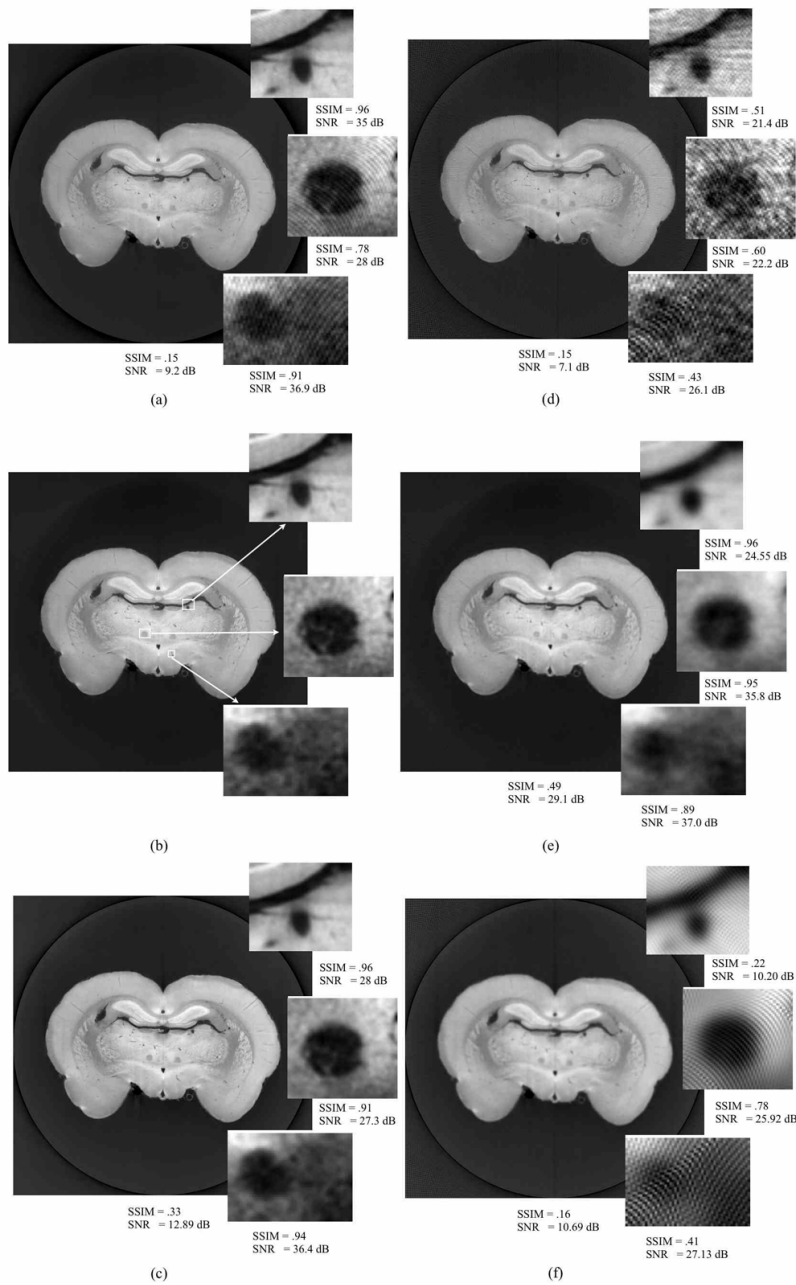 SSIM = .96
SNR = 35 dB
SSIM = .78
SNR = 28 dB
SSIM = .15
SNR = 9.2 dB
SSIM = .91
SNR = 36.9 dB
(a)
SSIM = .51
SNR = 21.4 dB
SSIM = .60
SNR = 22.2 dB
SSIM = .15
SNR = 7.1 dB
SSIM = .43
SNR = 26.1 dB
(d)
(b)
SSIM = .96
SNR = 24.55 dB
SSIM = .95
SNR = 35.8 dB
SSIM = .49
SNR = 29.1 dB
SSIM = .89
SNR = 37.0 dB
(e)
SSIM = .96
SNR = 28 dB
SSIM = .91
SNR = 27.3 dB
SSIM = .33
SNR = 12.89 dB
SSIM = .94
SNR = 36.4 dB
(c)
SSIM = .22
SNR = 10.20 dB
SSIM = .78
SNR = 25.92 dB
SSIM = .16
SNR = 10.69 dB
SSIM = .41
SNR = 27.13 dB
(f)